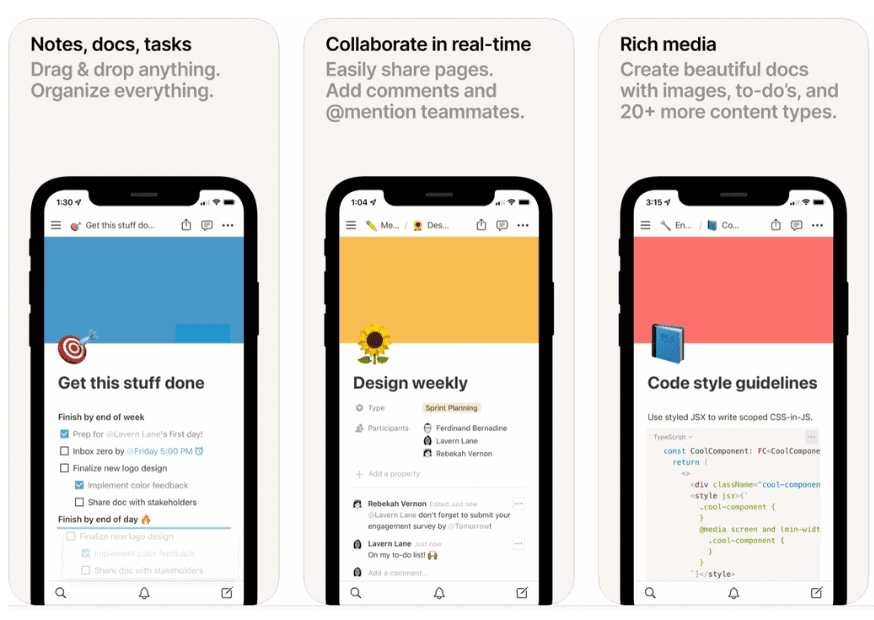 Notes, docs, tasks
Drag & drop anything.
Organize everything.
1:30
Get this stuff do...
Get this stuff done
Finish by end of week
Prep for @Lavern Lane's first day!
Inbox zero by @Friday 5:00 PM
Finalize new logo design
Implement color feedback
Share doc with stakeholders
Finish by end of day 🔥
Finalize new logo design
Implement color feedback
Share doc with stakeholders
Collaborate in real-time
Easily share pages.
Add comments and
@mention teammates.
1:04
Me... / Des...
Design weekly
Type Sprint Planning
Participants Ferdinand Bernadine
Lavern Lane
Rebekah Vernon
+ Add a property
Rebekah Vernon Edited Just now
@Lavern Lane don't forget to submit your
engagement survey by @Tomorrow!
Lavern Lane Just now
On my to-do list! 🙌
Add a comment...
Rich media
Create beautiful docs
with images, to-do's, and
20+ more content types.
3:15
En... / Co...
Code style guidelines
Use styled JSX to write scoped CSS-in-JS.
TypeScript
const CoolComponent: FC<CoolCompone
return (
<>
<div className="cool-component
<style jsx>{`
.cool-component {
}
@media screen and (min-widt
.cool-component {
}
}
`}</style>